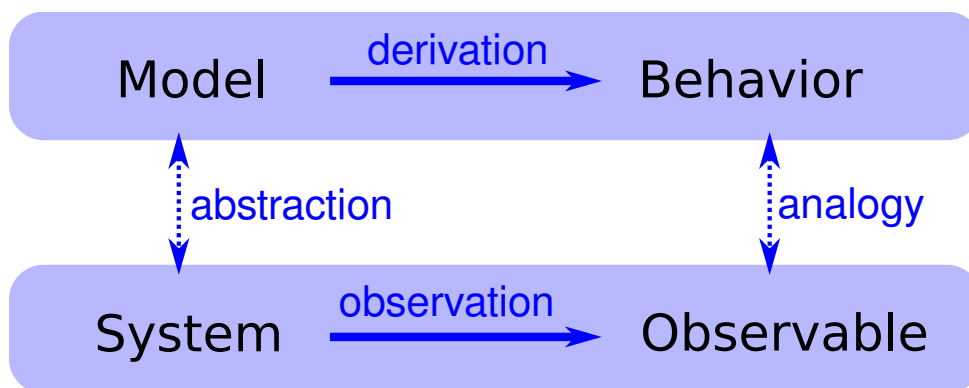 derivation
Model Behavior
abstraction analogy
observation
System Observable